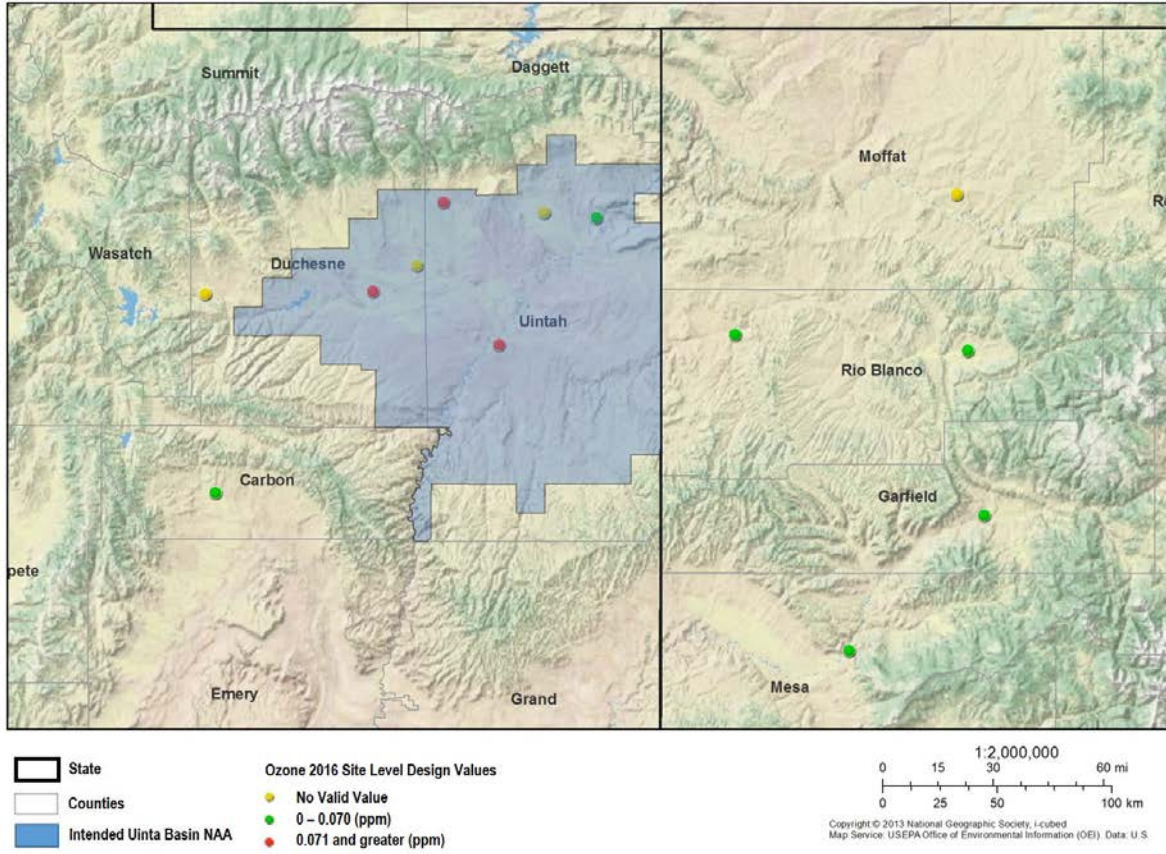 Summit
Daggett
Moffat
Wasatch
Duchesne
Uintah
Rio Blanco
Carbon
Garfield
pete
Emery
Grand
Mesa
State
Counties
Intended Uinta Basin NAA
Ozone 2016 Site Level Design Values
No Valid Value
0 – 0.070 (ppm)
0.071 and greater (ppm)
1:2,000,000
0 15 30 60 mi
0 25 50 100 km
Copyright:© 2013 National Geographic Society, i-cubed
Map Service: USEPA Office of Environmental Information (OEI). Data: U.S.